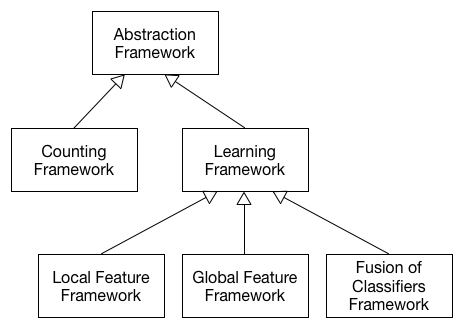 Abstraction
Framework
Counting
Framework
Learning
Framework
Local Feature
Framework
Global Feature
Framework
Fusion of
Classifiers
Framework